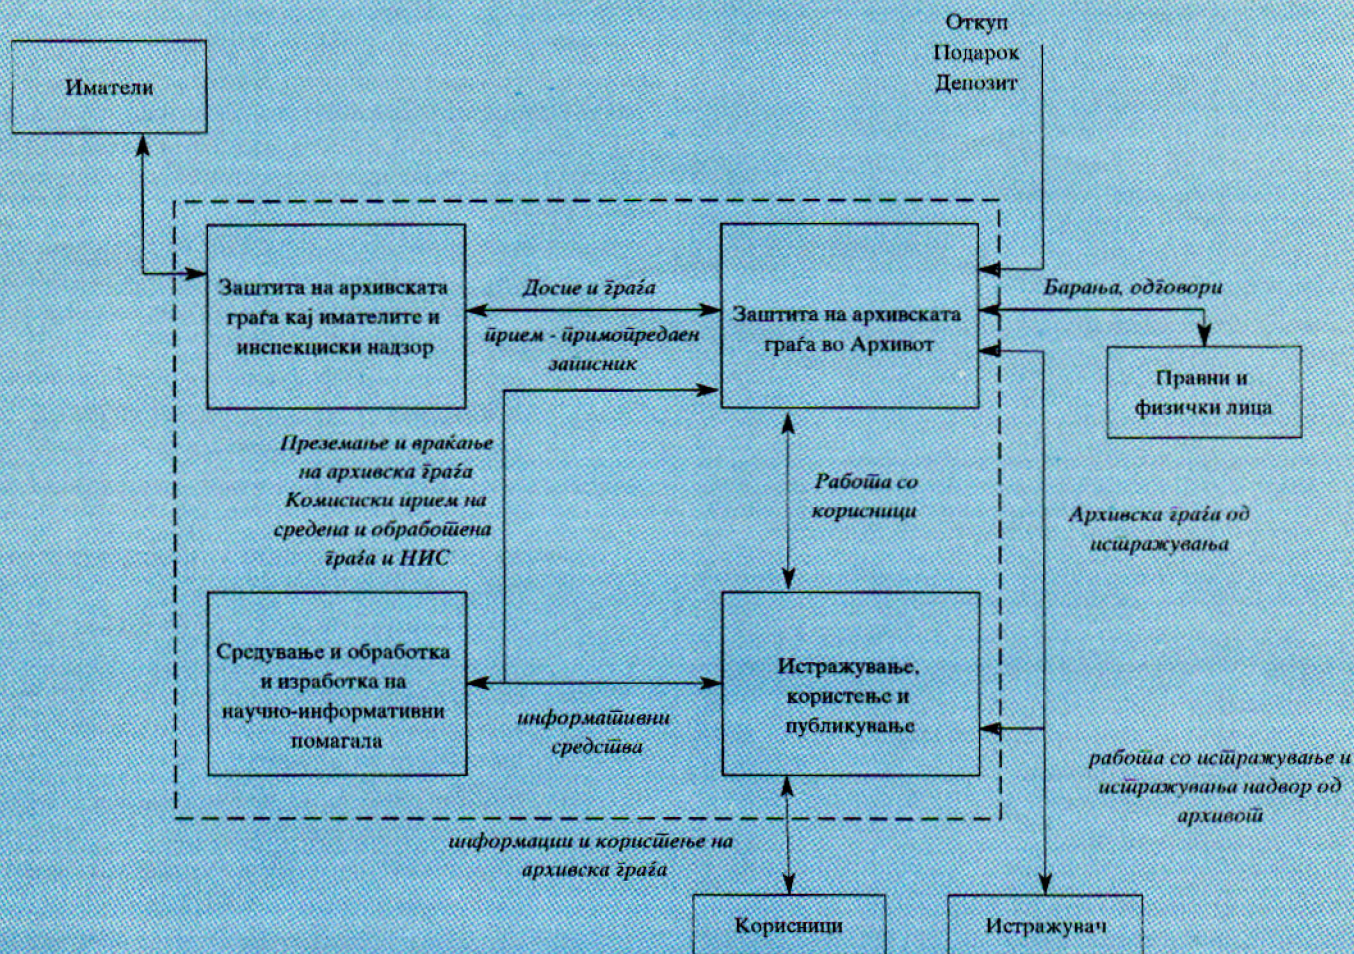 Откуп
Подарок
Депозит
Иматели
Заштита на архивската
граѓа кај имателите и
инспекциски надзор
Досие и граѓа
прием - примопредаен
записник
Заштита на архивската
граѓа во Архивот
Барања, одговори
Правни и
физички лица
Преземање и враќање
на архивска граѓа
Комисиски прием на
средена и обработена
граѓа и НИС
Работа со
корисници
Архивска граѓа од
истражувања
Средување и обработка
и изработка на
научно-информативни
помагала
информативни
средства
Истражување,
користење и
публикување
работа со истражување и
истражувања надвор од
архивот
информации и користење на
архивска граѓа
Корисници
Истражувач